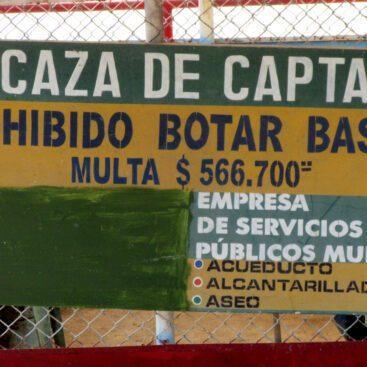 CAZA DE CAPTA
HIBIDO BOTAR BAS
MULTA $ 566.700=
EMPRESA
DE SERVICIOS
PÚBLICOS MU
ACUEDUCTO
ALCANTARILLAD
ASEO